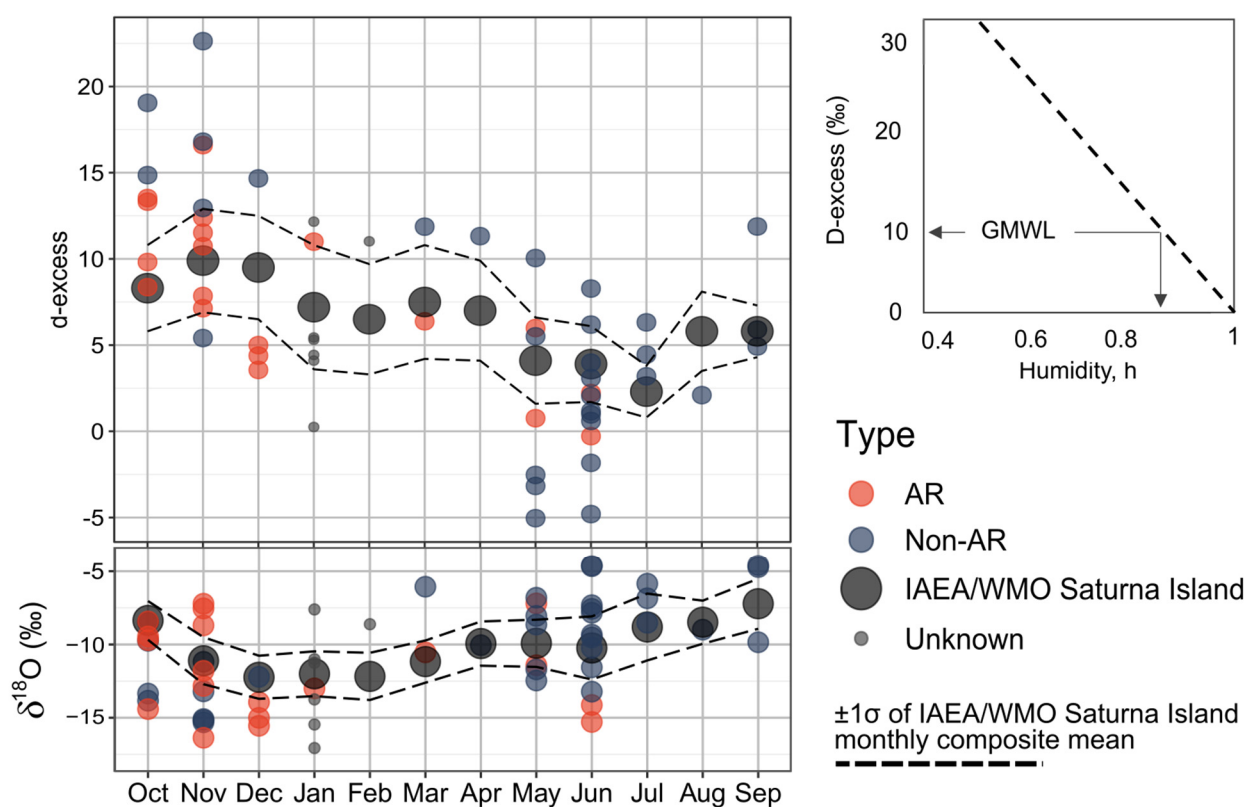 20
15
10
5
0
-5
d-excess
-5
-10
−15
δ18O (‰)
Oct Nov Dec Jan Feb Mar Apr May Jun Jul Aug Sep
30
20
10
0
D-excess (‰)
GMWL
0.4 0.6 0.8 1
Humidity, h
Type
AR
Non-AR
IAEA/WMO Saturna Island
Unknown
±1σ of IAEA/WMO Saturna Island
monthly composite mean